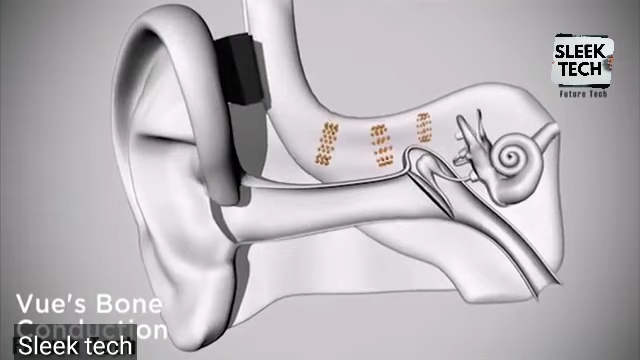 SLEEK
TECH
Future Tech
Vue's Bone
Conduction
Sleek tech